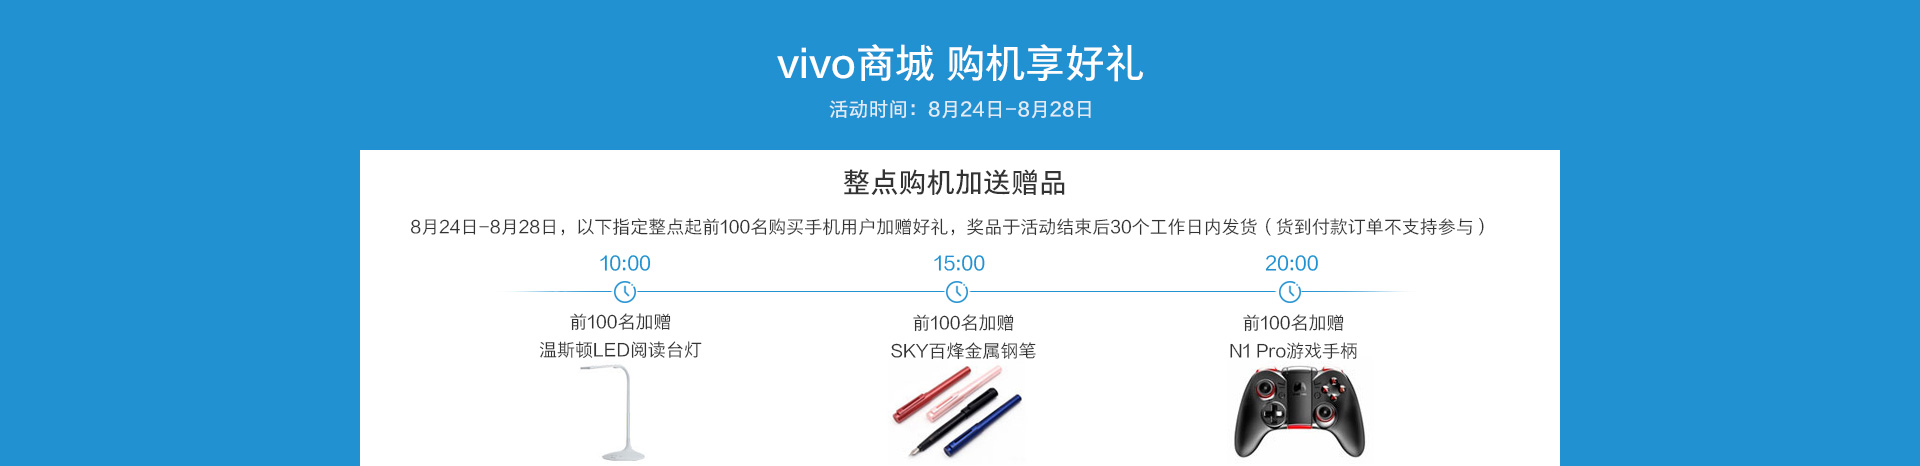 vivo商城 购机享好礼
活动时间：8月24日-8月28日
整点购机加送赠品
8月24日-8月28日，以下指定整点起前100名购买手机用户加赠好礼，奖品于活动结束后30个工作日内发货（货到付款订单不支持参与）
10:00 15:00 20:00
前100名加赠 前100名加赠 前100名加赠
温斯顿LED阅读台灯 SKY百烽金属钢笔 N1 Pro游戏手柄